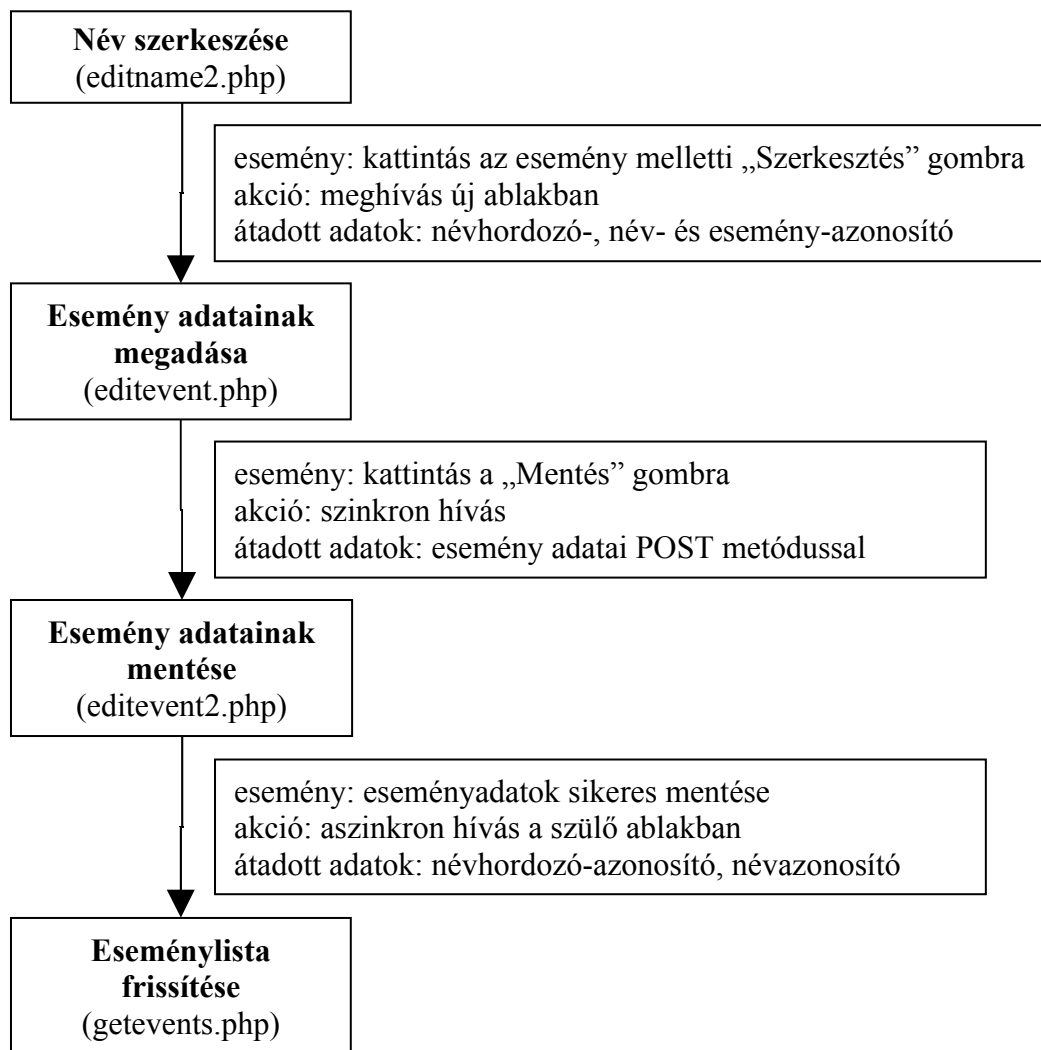 Név szerkeszése
(editname2.php)
esemény: kattintás az esemény melletti „Szerkesztés” gombra
akció: meghívás új ablakban
átadott adatok: névhordozó-, név- és esemény-azonosító
Esemény adatainak
megadása
(editevent.php)
esemény: kattintás a „Mentés” gombra
akció: szinkron hívás
átadott adatok: esemény adatai POST metódussal
Esemény adatainak
mentése
(editevent2.php)
esemény: eseményadatok sikeres mentése
akció: aszinkron hívás a szülő ablakban
átadott adatok: névhordozó-azonosító, névazonosító
Eseménylista
frissítése
(getevents.php)